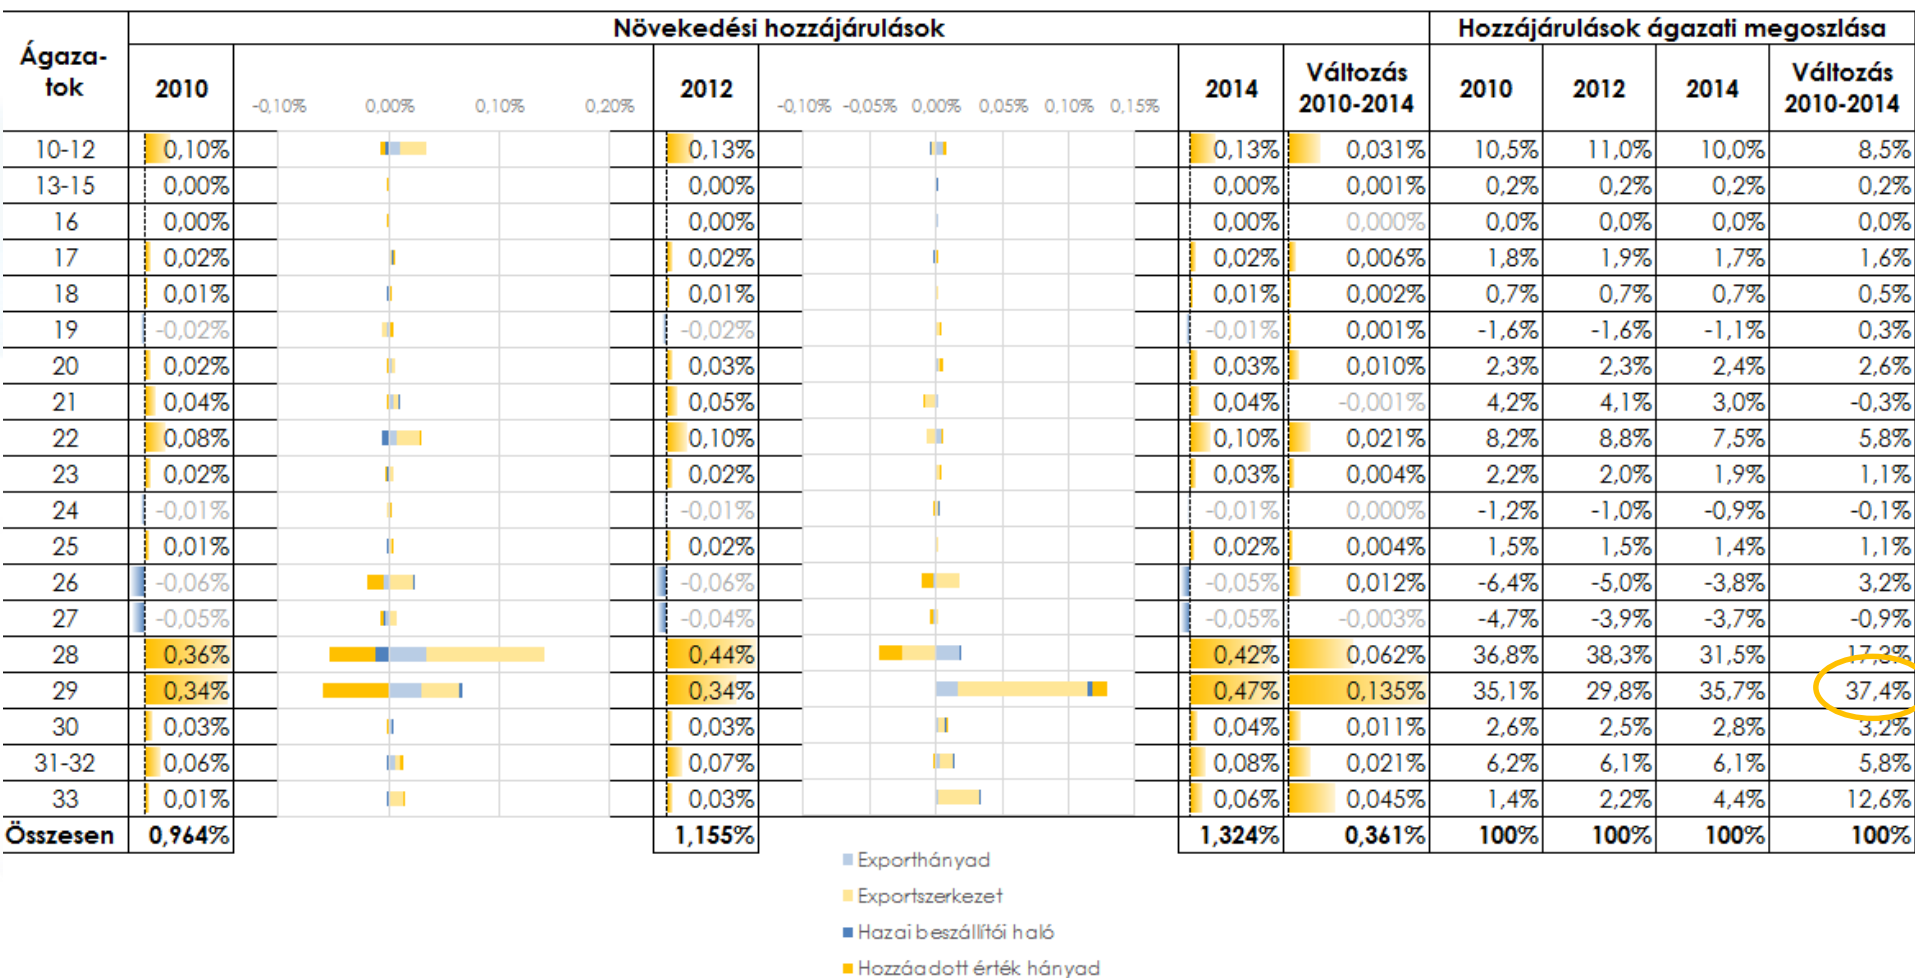 Növekedési hozzájárulások Hozzájárulások ágazati megoszlása
Ágaza-
tok 2010 -0,10% 0,00% 0,10% 0,20% 2012 -0,10% -0,05% 0,00% 0,05% 0,10% 0,15% 2014 Változás 2010-2014 2010 2012 2014 Változás 2010-2014
10-12 0,10% 0,13% 0,13% 0,031% 10,5% 11,0% 10,0% 8,5%
13-15 0,00% 0,00% 0,00% 0,001% 0,2% 0,2% 0,2% 0,2%
16 0,00% 0,00% 0,00% 0,000% 0,0% 0,0% 0,0% 0,0%
17 0,02% 0,02% 0,02% 0,006% 1,8% 1,9% 1,7% 1,6%
18 0,01% 0,01% 0,01% 0,002% 0,7% 0,7% 0,7% 0,5%
19 -0,02% -0,02% -0,01% 0,001% -1,6% -1,6% -1,1% 0,3%
20 0,02% 0,03% 0,03% 0,010% 2,3% 2,3% 2,4% 2,6%
21 0,04% 0,05% 0,04% -0,001% 4,2% 4,1% 3,0% -0,3%
22 0,08% 0,10% 0,10% 0,021% 8,2% 8,8% 7,5% 5,8%
23 0,02% 0,02% 0,03% 0,004% 2,2% 2,0% 1,9% 1,1%
24 -0,01% -0,01% -0,01% 0,000% -1,2% -1,0% -0,9% -0,1%
25 0,01% 0,02% 0,02% 0,004% 1,5% 1,5% 1,4% 1,1%
26 -0,06% -0,06% -0,05% 0,012% -6,4% -5,0% -3,8% 3,2%
27 -0,05% -0,04% -0,05% -0,003% -4,7% -3,9% -3,7% -0,9%
28 0,36% 0,44% 0,42% 0,062% 36,8% 38,3% 31,5% 17,3%
29 0,34% 0,34% 0,47% 0,135% 35,1% 29,8% 35,7% 37,4%
30 0,03% 0,03% 0,04% 0,011% 2,6% 2,5% 2,8% 3,2%
31-32 0,06% 0,07% 0,08% 0,021% 6,2% 6,1% 6,1% 5,8%
33 0,01% 0,03% 0,06% 0,045% 1,4% 2,2% 4,4% 12,6%
Összesen 0,964% 1,155% 1,324% 0,361% 100% 100% 100% 100%
Exporthányad
Exportszerkezet
Hazai beszállítói haló
Hozzáadott érték hányad